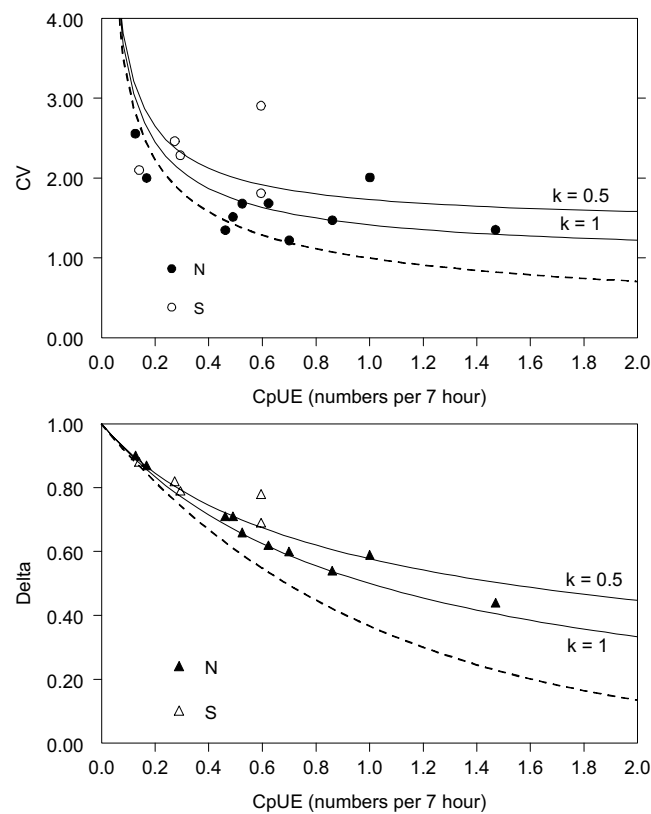 4.00
3.00
2.00
1.00
0.00
CV
k = 0.5
k = 1
N
S
0.0 0.2 0.4 0.6 0.8 1.0 1.2 1.4 1.6 1.8 2.0
CpUE (numbers per 7 hour)
1.00
0.80
0.60
0.40
0.20
0.00
Delta
k = 0.5
k = 1
N
S
0.0 0.2 0.4 0.6 0.8 1.0 1.2 1.4 1.6 1.8 2.0
CpUE (numbers per 7 hour)